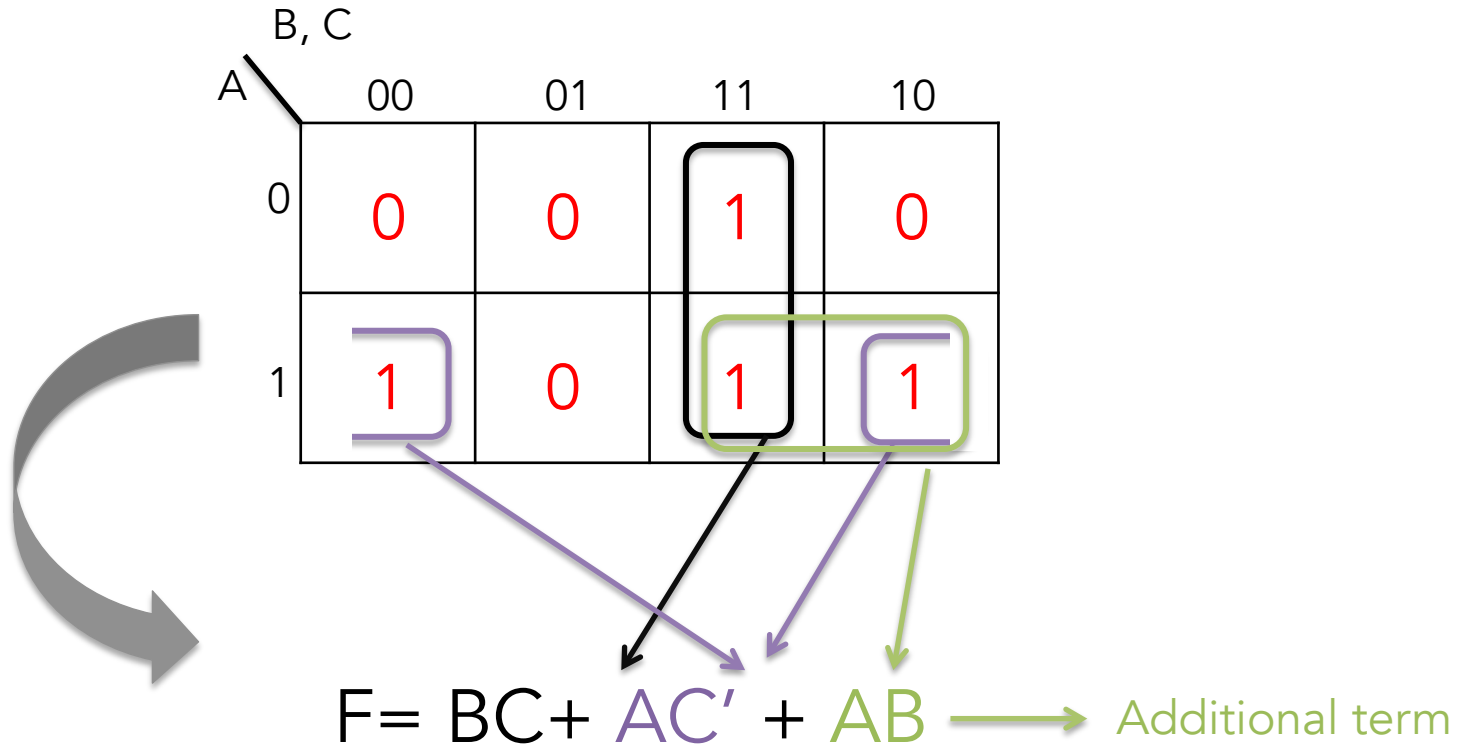 B, C
A
00 01 11 10
0 0 0 1 0
1 1 0 1 1
F= BC+ AC′ + AB Additional term